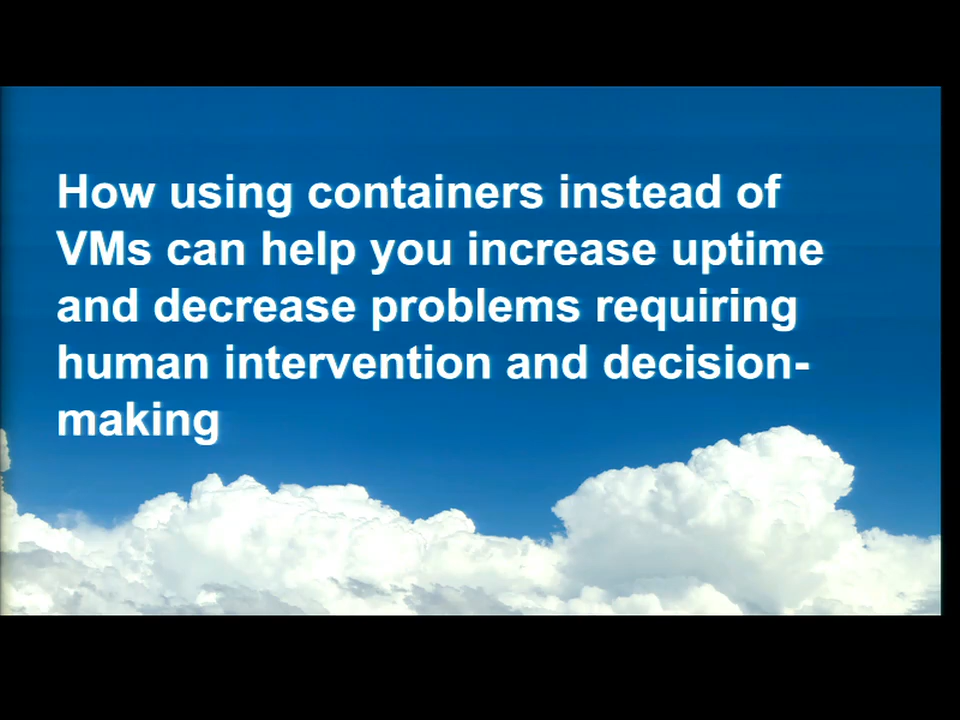 How using containers instead of
VMs can help you increase uptime
and decrease problems requiring
human intervention and decision-
making